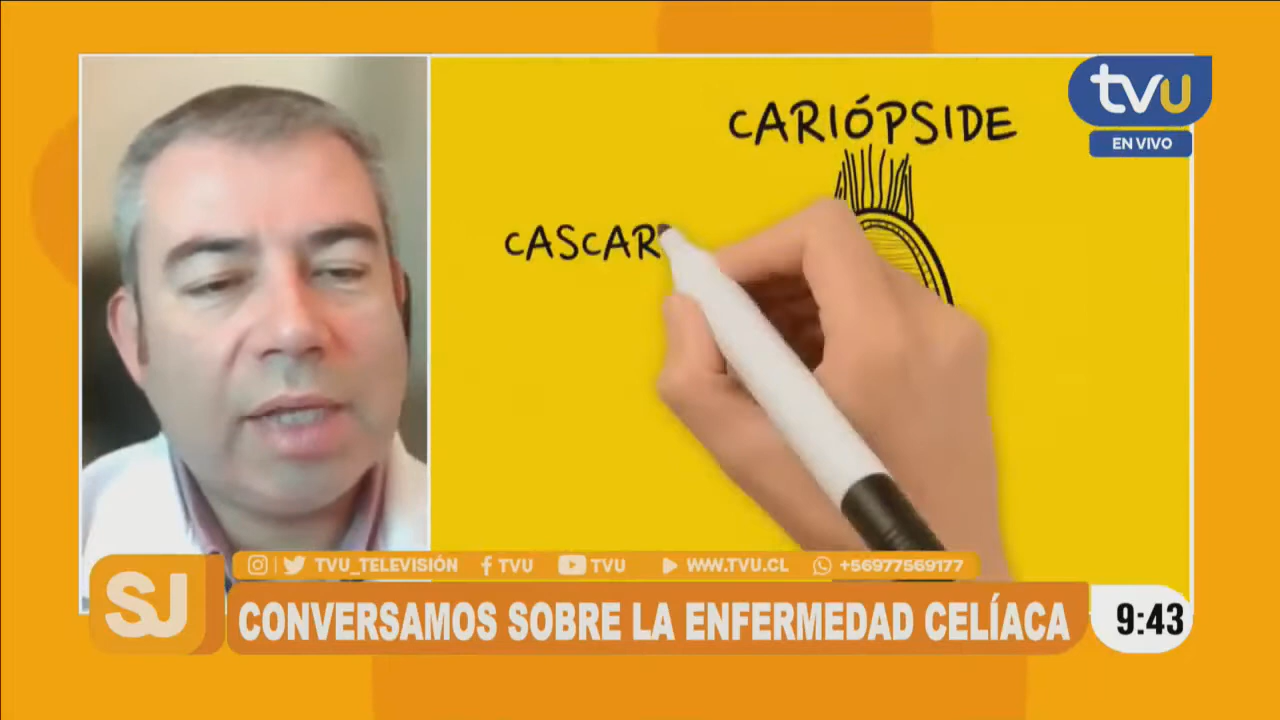 CARIÓPSIDE
tvu
EN VIVO
CASCAR
TVU_TELEVISIÓN TVU TVU WWW.TVU.CL +56977569177
SJ
CONVERSAMOS SOBRE LA ENFERMEDAD CELÍACA
9:43